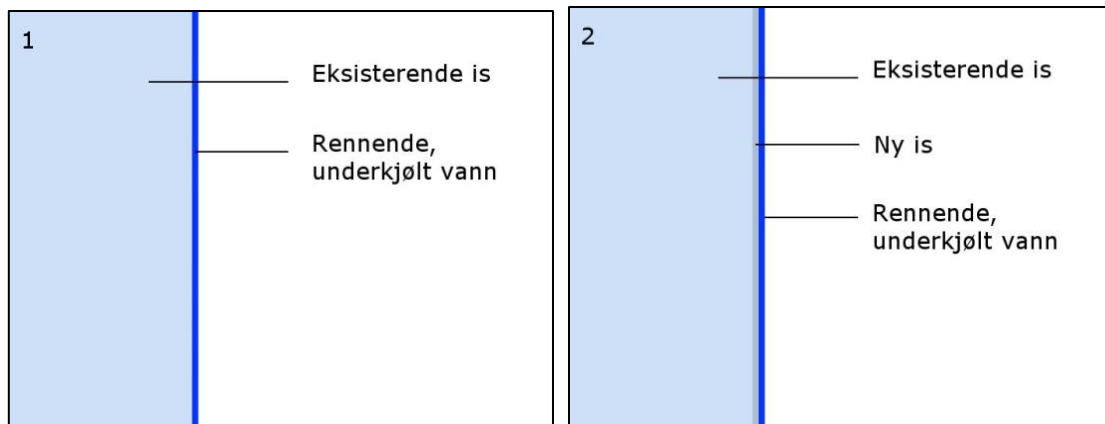 1
Eksisterende is
Rennende,
underkjølt vann
2
Eksisterende is
Ny is
Rennende,
underkjølt vann